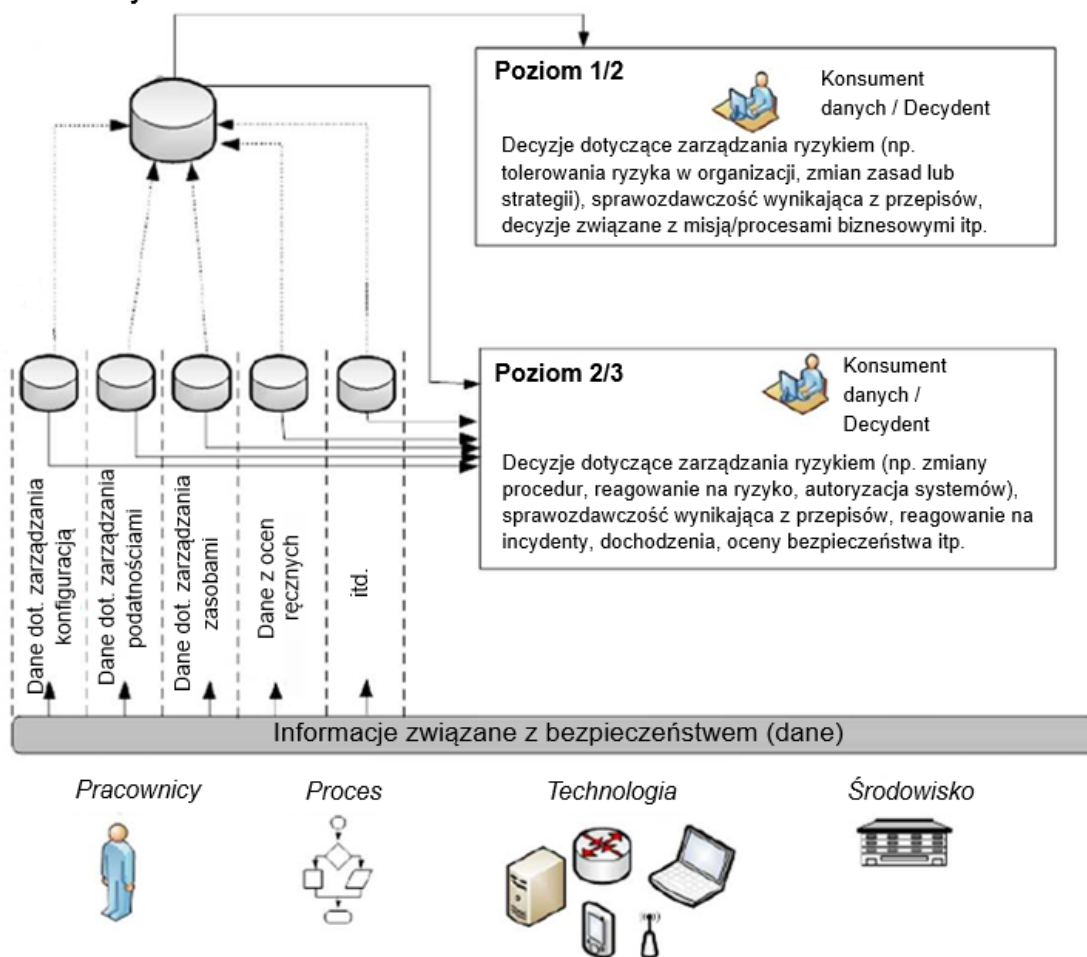 Poziom 1/2
Konsument
danych / Decydent
Decyzje dotyczące zarządzania ryzykiem (np.
tolerowania ryzyka w organizacji, zmian zasad lub
strategii), sprawozdawczość wynikająca z przepisów,
decyzje związane z misją/procesami biznesowymi itp.
Poziom 2/3
Konsument
danych /
Decydent
Decyzje dotyczące zarządzania ryzykiem (np. zmiany
procedur, reagowanie na ryzyko, autoryzacja systemów),
sprawozdawczość wynikająca z przepisów, reagowanie na
incydenty, dochodzenia, oceny bezpieczeństwa itp.
Dane dot. zarządzania
konfiguracją
Dane dot. zarządzania
podatnościami
Dane dot. zarządzania
zasobami
Dane z ocen
ręcznych
itd.
Informacje związane z bezpieczeństwem (dane)
Pracownicy
Proces
Technologia
Środowisko